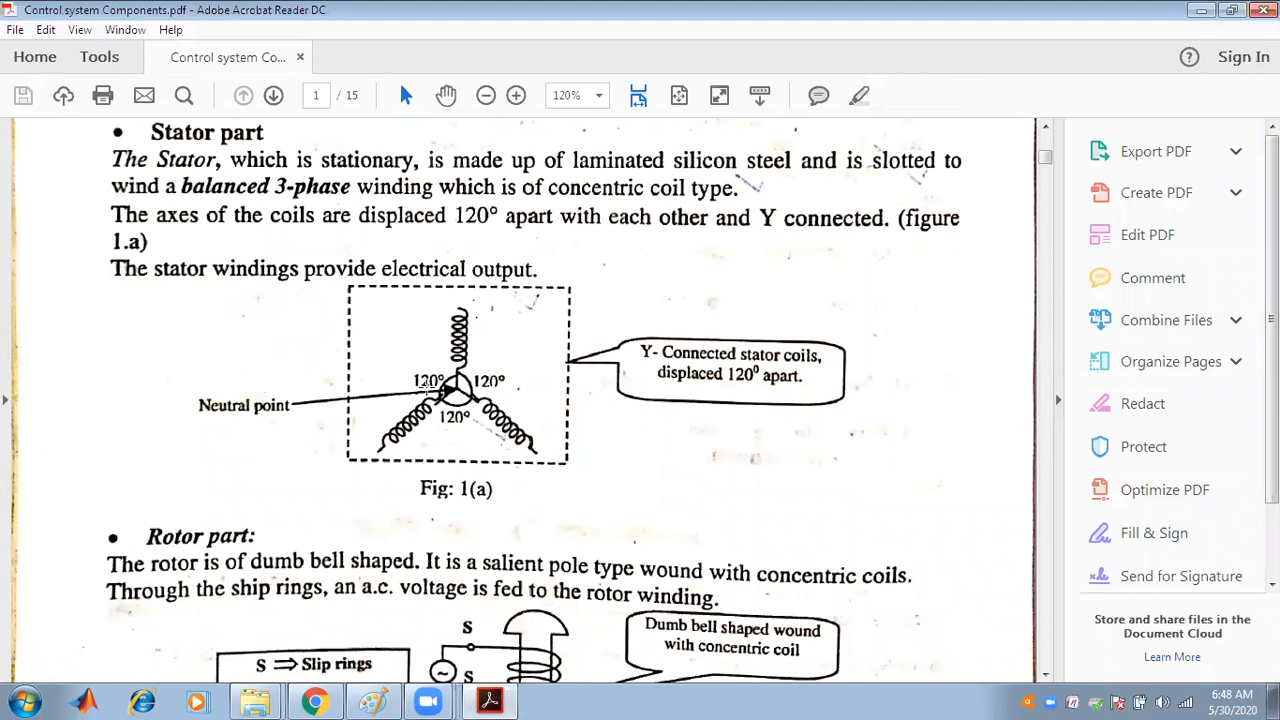 Control system Components.pdf - Adobe Acrobat Reader DC
File Edit View Window Help
Home Tools Control system Co... ×
Sign In
1 / 15 120%
• Stator part
The Stator, which is stationary, is made up of laminated silicon steel and is slotted to
wind a balanced 3-phase winding which is of concentric coil type.
The axes of the coils are displaced 120° apart with each other and Y connected. (figure
1.a)
The stator windings provide electrical output.
120° 120°
120°
Neutral point
Y- Connected stator coils,
displaced 120⁰ apart.
Fig: 1(a)
• Rotor part:
The rotor is of dumb bell shaped. It is a salient pole type wound with concentric coils.
Through the ship rings, an a.c. voltage is fed to the rotor winding.
S
S ⇒ Slip rings
~
S
Dumb bell shaped wound
with concentric coil
Export PDF
Create PDF
Edit PDF
Comment
Combine Files
Organize Pages
Redact
Protect
Optimize PDF
Fill & Sign
Send for Signature
Store and share files in the
Document Cloud
Learn More
6:48 AM
5/30/2020